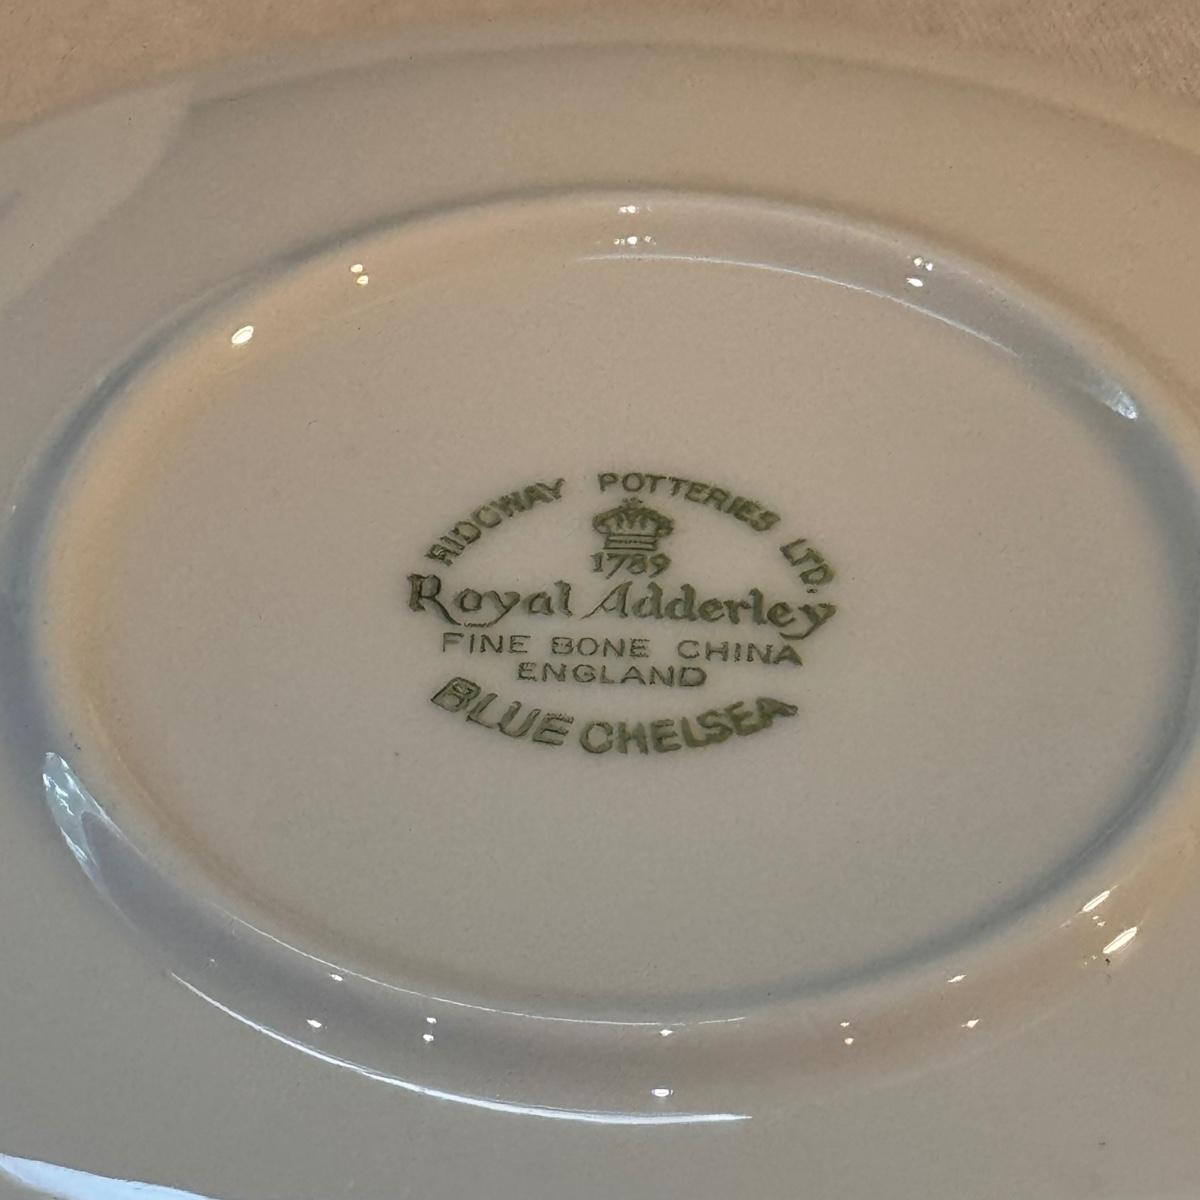 RIDGWAY POTTERIES LTD.
1789
Royal Adderley
FINE BONE CHINA
ENGLAND
BLUE CHELSEA